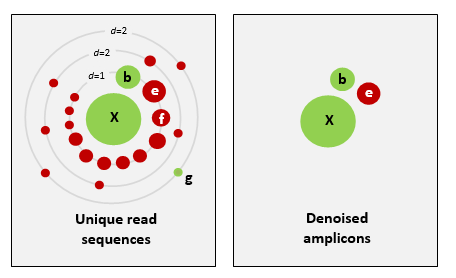 d=2
d=2
d=1
b
e
X
f
g
Unique read
sequences
b
e
X
Denoised
amplicons